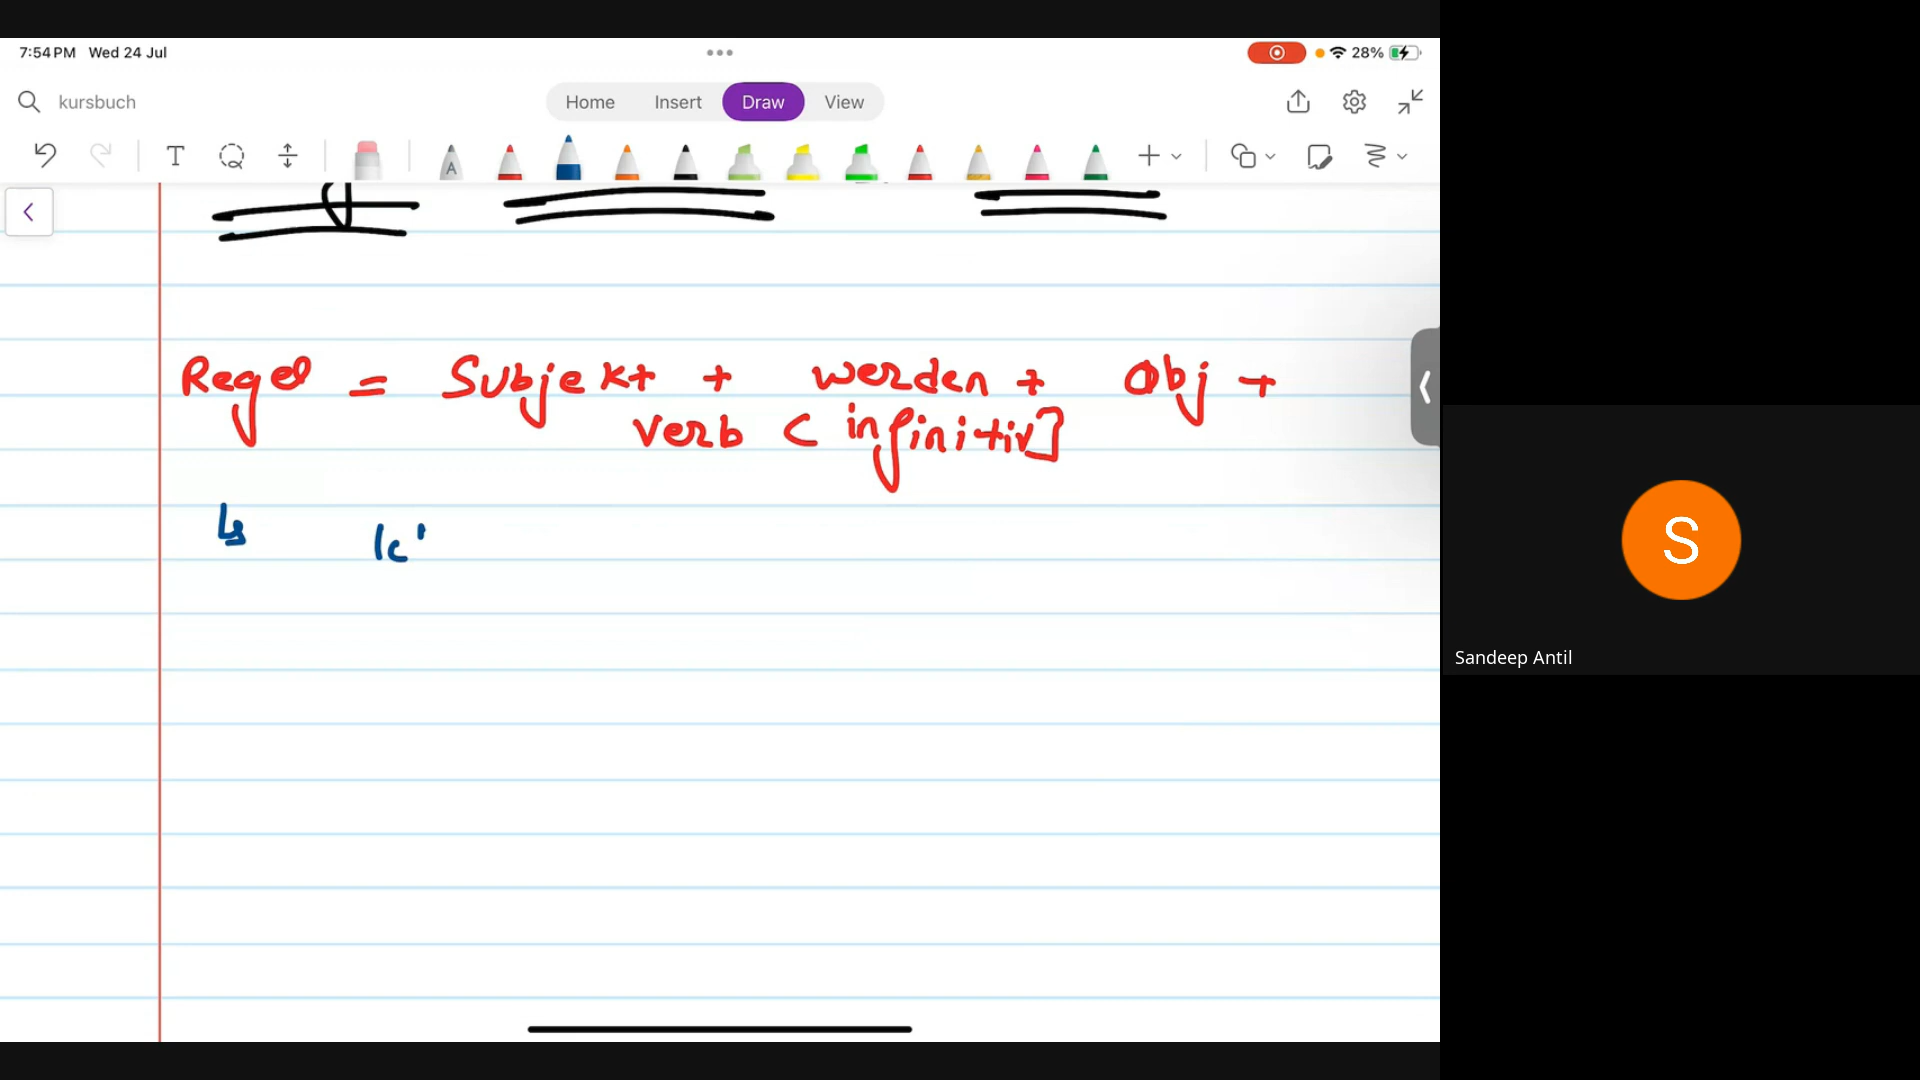 7:54 PM Wed 24 Jul
28%
kursbuch
Home Insert Draw View
T
A
Regel = Subjekt + werden + Obj +
verb < infinitiv]
Ic
S
Sandeep Antil